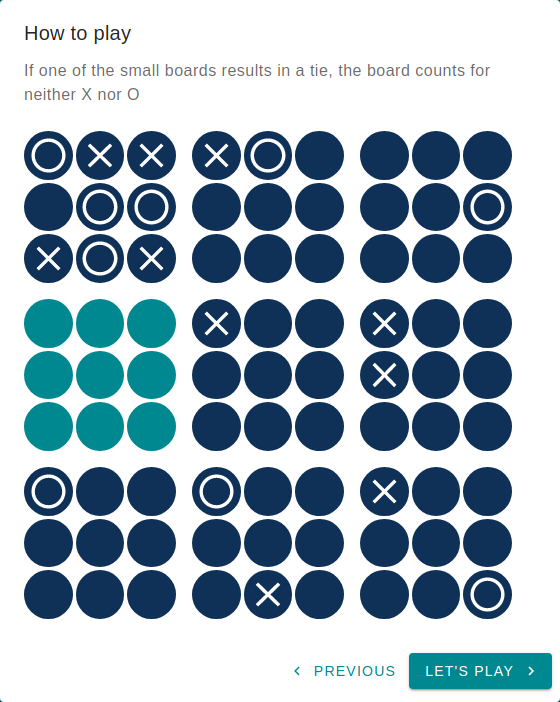 How to play
If one of the small boards results in a tie, the board counts for
neither X nor O
PREVIOUS
LET'S PLAY